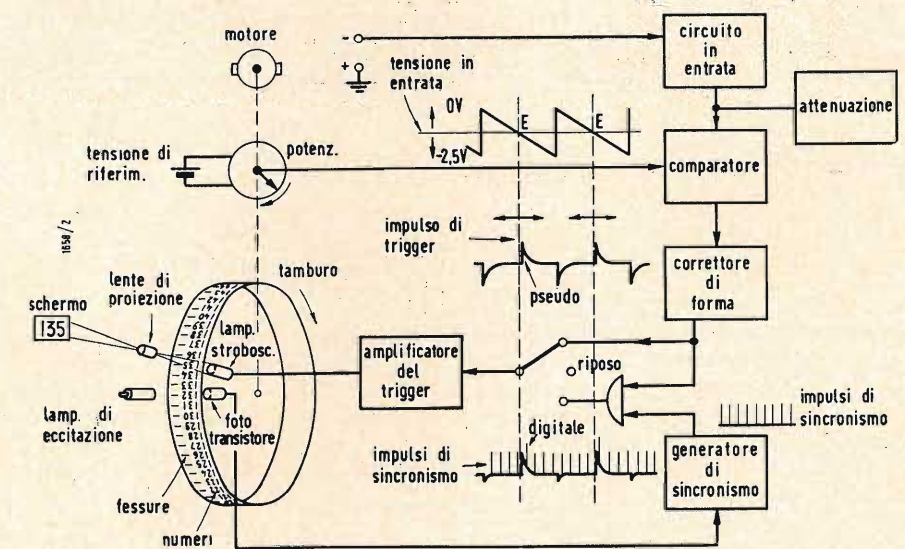 motore
-
+
circuito
in
entrata
tensione in
entrata
0V
-2,5V
E
E
attenuazione
tensione di
riferim.
potenz.
comparatore
1658/2
impulso di
trigger
pseudo
tamburo
lente di
proiezione
schermo
135
lamp.
strobosc.
correttore
di
forma
amplificatore
del
trigger
riposo
lamp. di
eccitazione
foto
transistore
impulsi di
sincronismo
digitale
impulsi di
sincronismo
generatore
di
sincronismo
fessure
numeri